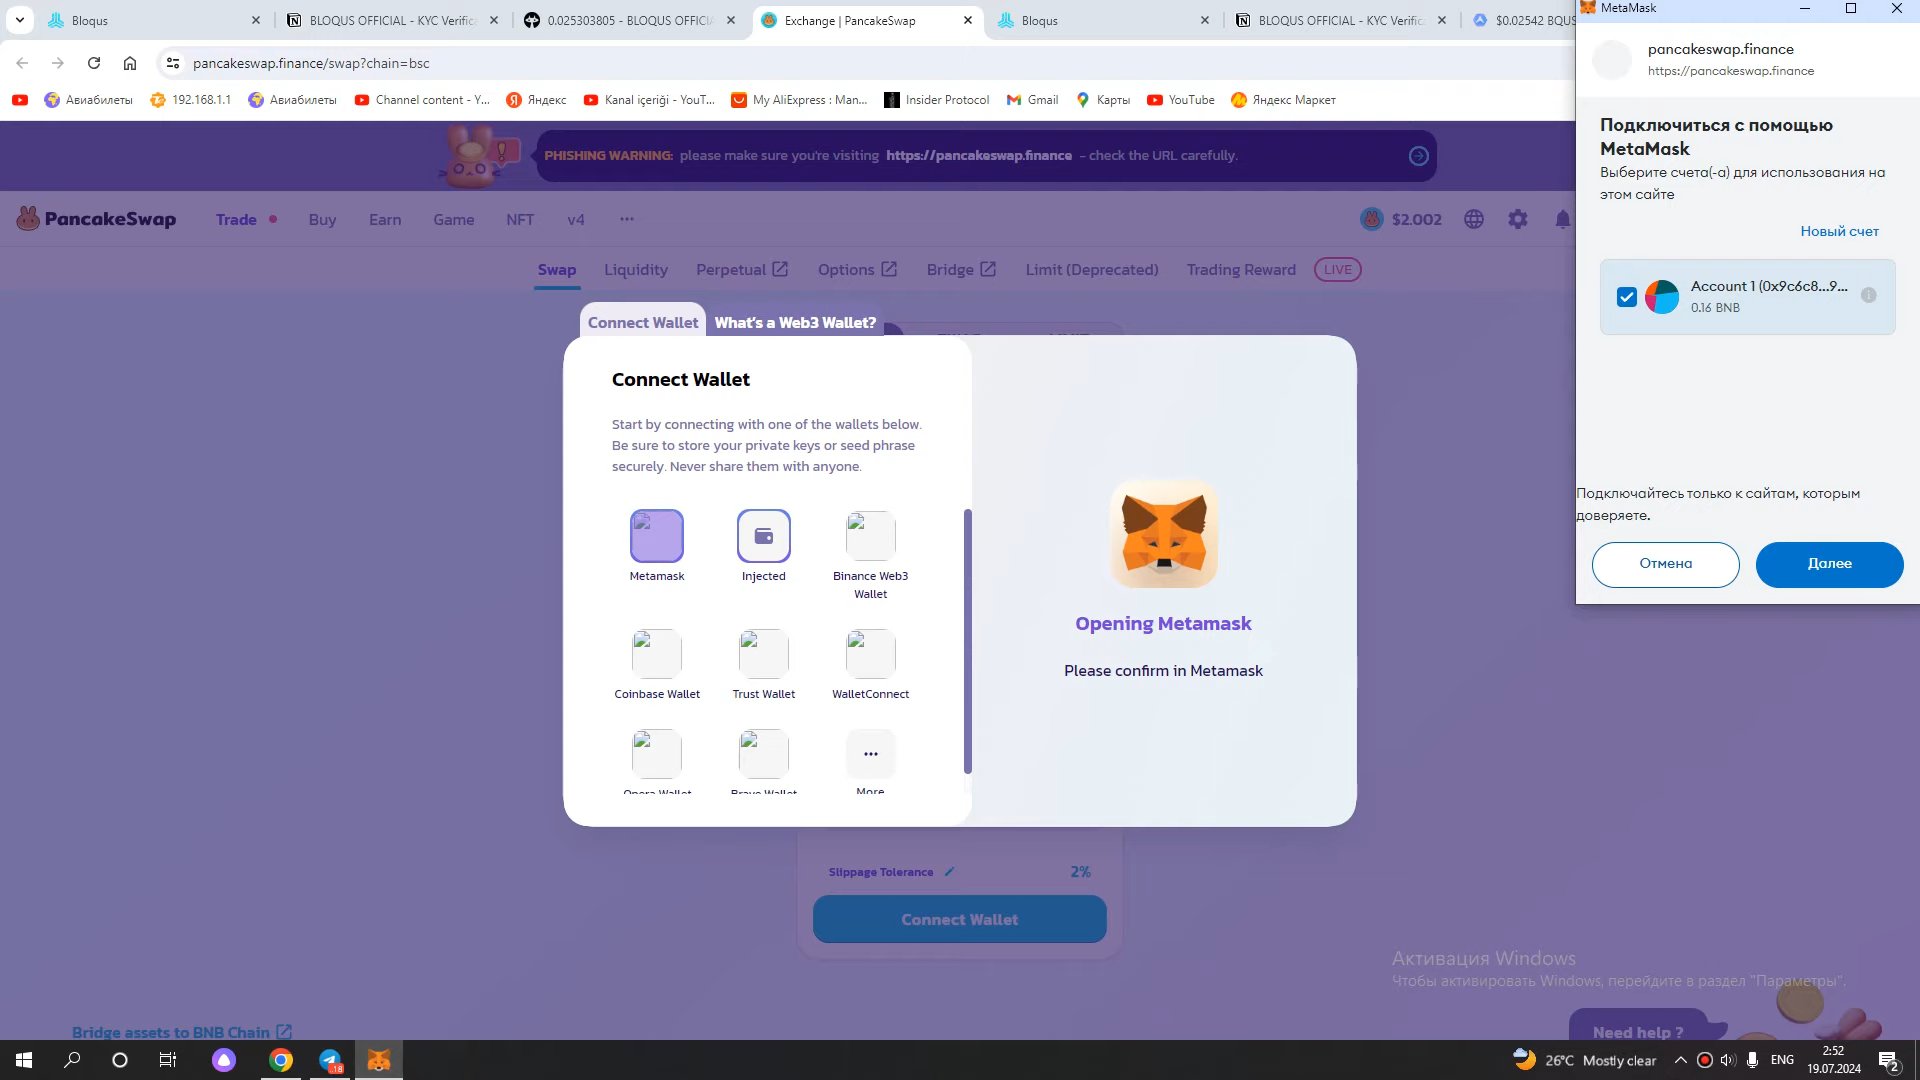 Bloqus
BLOQUS OFFICIAL - KYC Verifica
0.025303805 - BLOQUS OFFICIA
Exchange | PancakeSwap
Bloqus
BLOQUS OFFICIAL - KYC Verific
$0.02542 BQUS
MetaMask
pancakeswap.finance/swap?chain=bsc
Авиабилеты
192.168.1.1
Авиабилеты
Channel content - Y...
Яндекс
Kanal içeriği - YouT...
My AliExpress : Man...
Insider Protocol
Gmail
Карты
YouTube
Яндекс Маркет
PHISHING WARNING: please make sure you're visiting https://pancakeswap.finance - check the URL carefully.
PancakeSwap
Trade
Buy
Earn
Game
NFT
v4
$2.002
Swap
Liquidity
Perpetual
Options
Bridge
Limit (Deprecated)
Trading Reward
LIVE
Connect Wallet
What's a Web3 Wallet?
Connect Wallet
Start by connecting with one of the wallets below.
Be sure to store your private keys or seed phrase
securely. Never share them with anyone.
Metamask
Injected
Binance Web3
Wallet
Coinbase Wallet
Trust Wallet
WalletConnect
Opera Wallet
Brave Wallet
More
Opening Metamask
Please confirm in Metamask
Slippage Tolerance
2%
Connect Wallet
Bridge assets to BNB Chain
pancakeswap.finance
https://pancakeswap.finance
Подключиться с помощью
MetaMask
Выберите счета(-а) для использования на
этом сайте
Новый счет
Account 1 (0x9c6c8...9...
0.16 BNB
Подключайтесь только к сайтам, которым
доверяете.
Отмена
Далее
Активация Windows
Чтобы активировать Windows, перейдите в раздел "Параметры".
Need help ?
18
26°C Mostly clear
ENG
2:52
19.07.2024
2